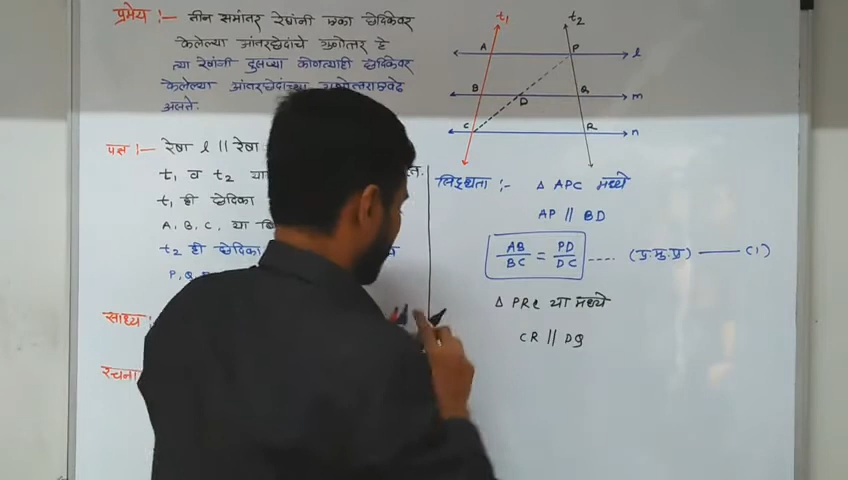 प्रमेय :— तीन समांतर रेषांनी एका छेदिकेवर
केलेल्या आंतरछेदांचे गुणोत्तर हे
त्या रेषांनी दुसऱ्या कोणत्याही छेदिकेवर
केलेल्या आंतरछेदांच्या गुणोत्तराएवढे
असते.
पक्ष :— रेषा l || रेषा
t₁ व t₂ या
t₁ ही छेदिका
A, B, C, या
t₂ ही छेदिका
P, Q
साध्य :
रचना
t₁ t₂
A P l
B D Q m
C R n
सिद्धता :- Δ APC मध्ये
AP || BD
AB/BC = PD/DC .... (प्र.मु.प्र) —— (1)
Δ PRC या मध्ये
CR || DQ